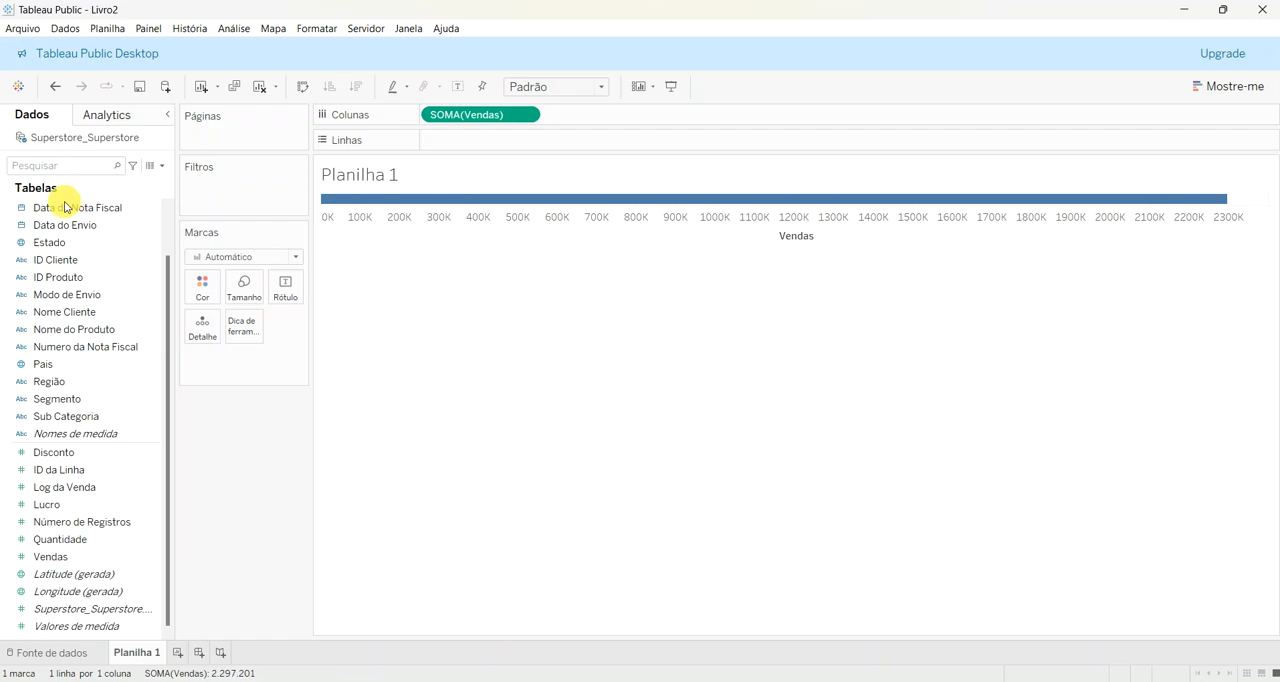 Tableau Public - Livro2
Arquivo Dados Planilha Painel História Análise Mapa Formatar Servidor Janela Ajuda
Tableau Public Desktop Upgrade
Padrão Mostre-me
Dados Analytics Páginas Colunas SOMA(Vendas)
Superstore_Superstore Linhas
Pesquisar Filtros
Planilha 1
Tabelas
Data da Nota Fiscal
0K 100K 200K 300K 400K 500K 600K 700K 800K 900K 1000K 1100K 1200K 1300K 1400K 1500K 1600K 1700K 1800K 1900K 2000K 2100K 2200K 2300K
Data do Envio
Marcas
Vendas
Estado
Automático
ID Cliente
ID Produto
Modo de Envio
Cor Tamanho Rótulo
Nome Cliente
Nome do Produto
Dica de
ferram...
Detalhe
Numero da Nota Fiscal
Pais
Região
Segmento
Sub Categoria
Nomes de medida
Disconto
ID da Linha
Log da Venda
Lucro
Número de Registros
Quantidade
Vendas
Latitude (gerada)
Longitude (gerada)
Superstore_Superstore....
Valores de medida
Fonte de dados Planilha 1
1 marca 1 linha por 1 coluna SOMA(Vendas): 2.297.201